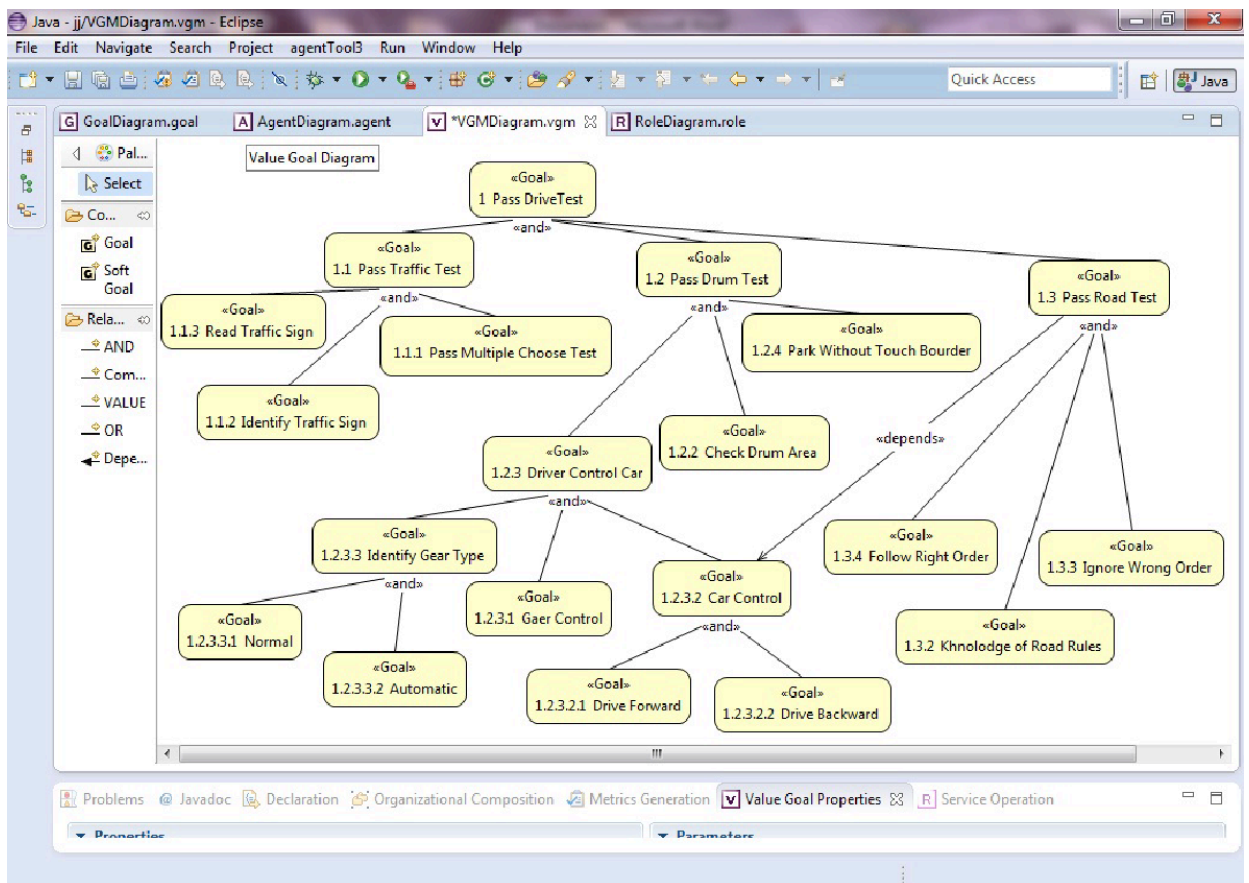 Java - jj/VGMDiagram.vgm - Eclipse
File Edit Navigate Search Project agentTool3 Run Window Help
Quick Access
Java
GoalDiagram.goal
AgentDiagram.agent
*VGMDiagram.vgm
RoleDiagram.role
Pal...
Select
Co...
Goal
Soft
Goal
Rela...
AND
Com...
VALUE
OR
Depe...
Value Goal Diagram
«Goal»
1 Pass DriveTest
«and»
«Goal»
1.1 Pass Traffic Test
«and»
«Goal»
1.2 Pass Drum Test
«and»
«Goal»
1.3 Pass Road Test
«and»
«Goal»
1.1.3 Read Traffic Sign
«Goal»
1.1.1 Pass Multiple Choose Test
«Goal»
1.2.4 Park Without Touch Bourder
«Goal»
1.1.2 Identify Traffic Sign
«Goal»
1.2.3 Driver Control Car
«and»
«Goal»
1.2.2 Check Drum Area
«depends»
«Goal»
1.2.3.3 Identify Gear Type
«and»
«Goal»
1.3.4 Follow Right Order
«Goal»
1.3.3 Ignore Wrong Order
«Goal»
1.2.3.1 Gaer Control
«Goal»
1.2.3.2 Car Control
«and»
«Goal»
1.2.3.3.1 Normal
«Goal»
1.3.2 Khnolodge of Road Rules
«Goal»
1.2.3.3.2 Automatic
«Goal»
1.2.3.2.1 Drive Forward
«Goal»
1.2.3.2.2 Drive Backward
Problems @ Javadoc Declaration Organizational Composition Metrics Generation Value Goal Properties Service Operation
Properties
Parameters